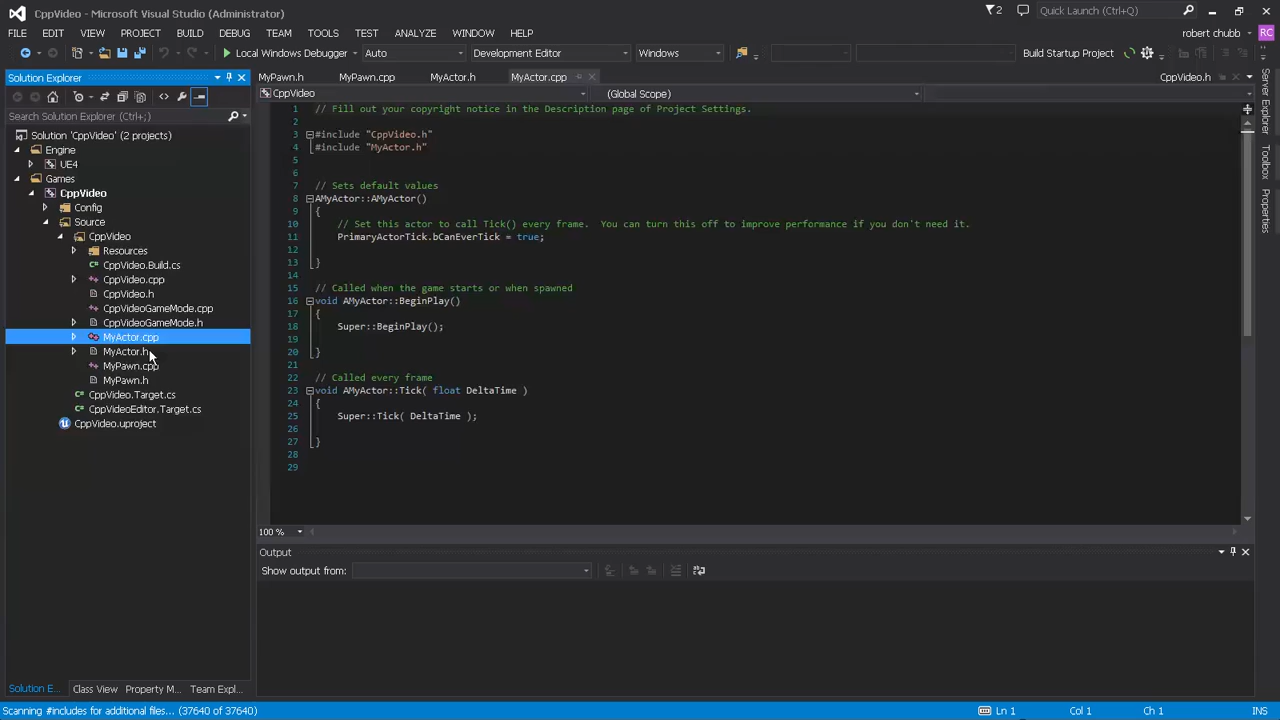 CppVideo - Microsoft Visual Studio (Administrator)
2
Quick Launch (Ctrl+Q)
FILE EDIT VIEW PROJECT BUILD DEBUG TEAM TOOLS TEST ANALYZE WINDOW HELP
robert chubb
RC
Local Windows Debugger
Auto
Development Editor
Windows
Build Startup Project
Solution Explorer
Search Solution Explorer (Ctrl+;)
Solution 'CppVideo' (2 projects)
Engine
UE4
Games
CppVideo
Config
Source
CppVideo
Resources
CppVideo.Build.cs
CppVideo.cpp
CppVideo.h
CppVideoGameMode.cpp
CppVideoGameMode.h
MyActor.cpp
MyActor.h
MyPawn.cpp
MyPawn.h
CppVideo.Target.cs
CppVideoEditor.Target.cs
CppVideo.uproject
Solution E... Class View Property M... Team Expl...
MyPawn.h MyPawn.cpp MyActor.h MyActor.cpp
CppVideo.h
CppVideo
(Global Scope)
1 // Fill out your copyright notice in the Description page of Project Settings.
2
3 #include "CppVideo.h"
4 #include "MyActor.h"
5
6
7 // Sets default values
8 AMyActor::AMyActor()
9 {
10 // Set this actor to call Tick() every frame.  You can turn this off to improve performance if you don't need it.
11 PrimaryActorTick.bCanEverTick = true;
12
13 }
14
15 // Called when the game starts or when spawned
16 void AMyActor::BeginPlay()
17 {
18 Super::BeginPlay();
19
20 }
21
22 // Called every frame
23 void AMyActor::Tick( float DeltaTime )
24 {
25 Super::Tick( DeltaTime );
26
27 }
28
29
100 %
Output
Show output from:
Server Explorer
Toolbox
Properties
Scanning #includes for additional files... (37640 of 37640)
Ln 1 Col 1 Ch 1 INS